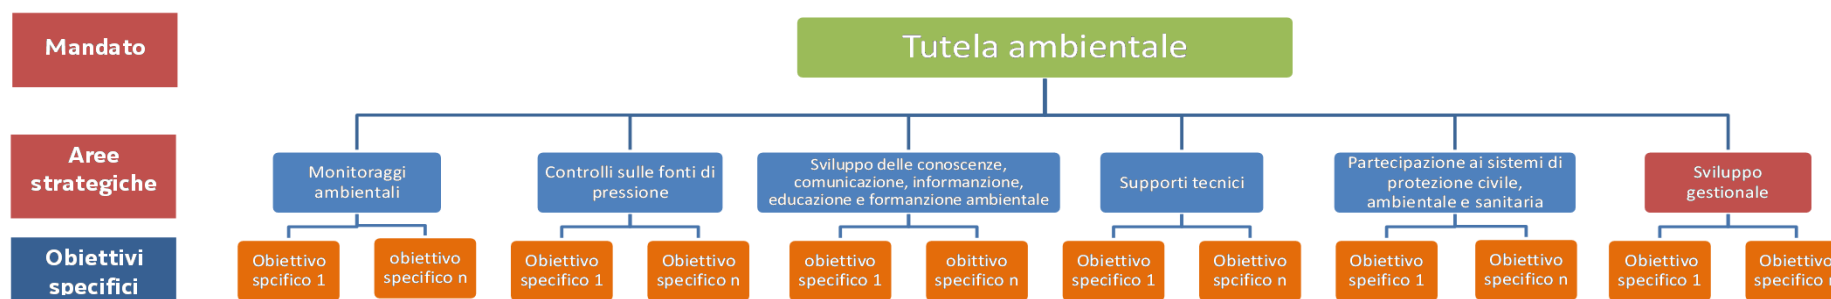 Mandato
Tutela ambientale
Aree
strategiche
Monitoraggi
ambientali
Controlli sulle fonti di
pressione
Sviluppo delle conoscenze,
comunicazione, informanzione,
educazione e formanzione ambientale
Supporti tecnici
Partecipazione ai sistemi di
protezione civile,
ambientale e sanitaria
Sviluppo
gestionale
Obiettivi
specifici
Obiettivo
spcifico 1
obiettivo
specifico n
Obiettivo
specifico 1
Obiettivo
specifico n
obiettivo
specifico 1
obittivo
specifico n
Obiettivo
specifico 1
Obiettivo
spcifico n
Obiettivo
speifico 1
Obiettivo
specifico n
Obiettivo
specifico 1
Obiettivo
specifico